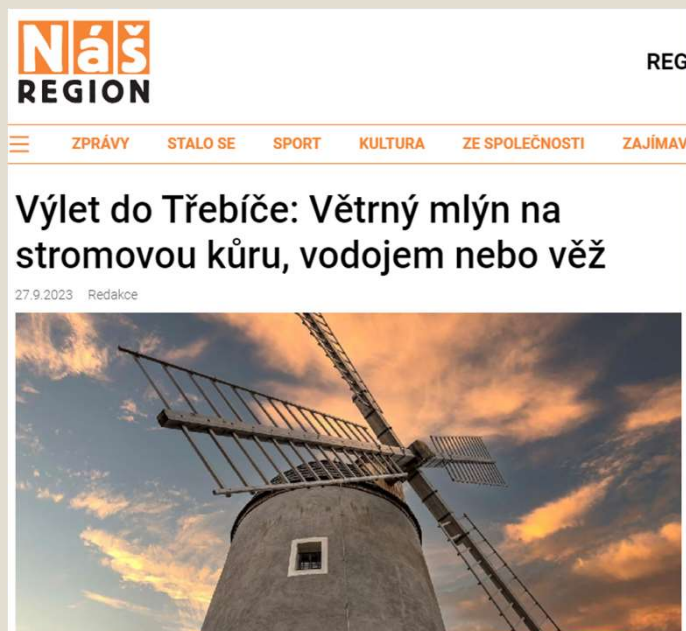 Náš
REGION
REG
ZPRÁVY STALO SE SPORT KULTURA ZE SPOLEČNOSTI ZAJÍMAV
Výlet do Třebíče: Větrný mlýn na
stromovou kůru, vodojem nebo věž
27.9.2023 Redakce